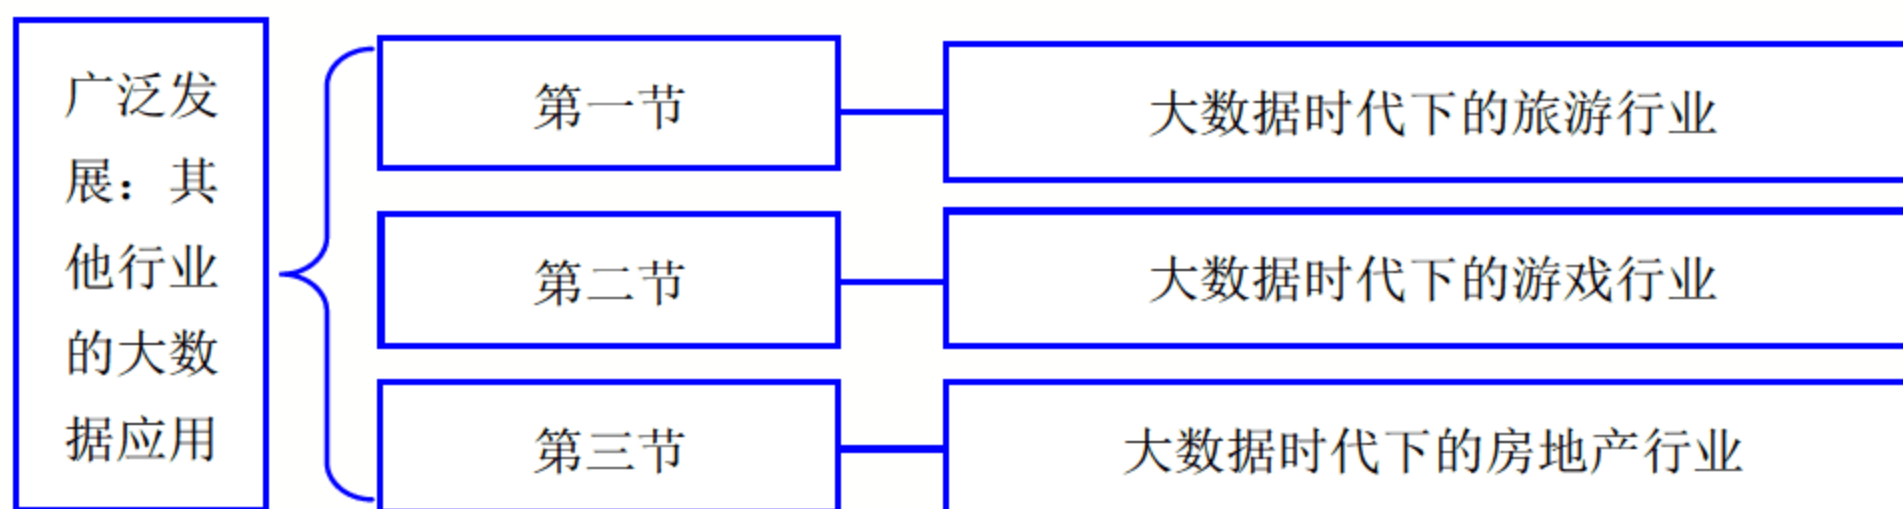 广泛发
展：其
他行业
的大数
据应用
第一节
大数据时代下的旅游行业
第二节
大数据时代下的游戏行业
第三节
大数据时代下的房地产行业